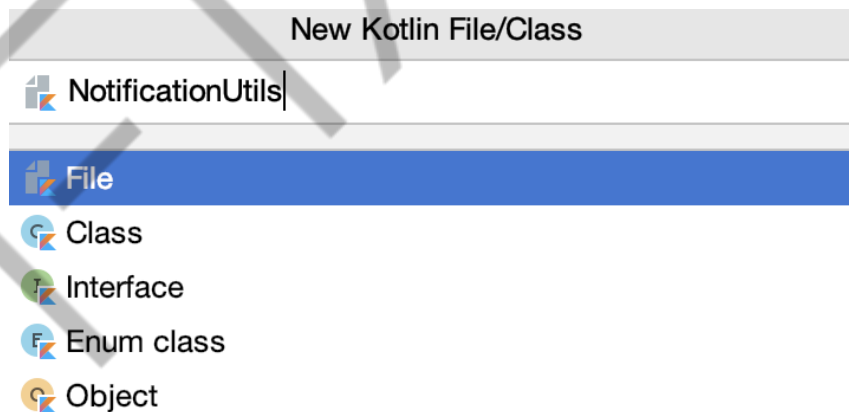 New Kotlin File/Class
NotificationUtils
File
Class
Interface
Enum class
Object